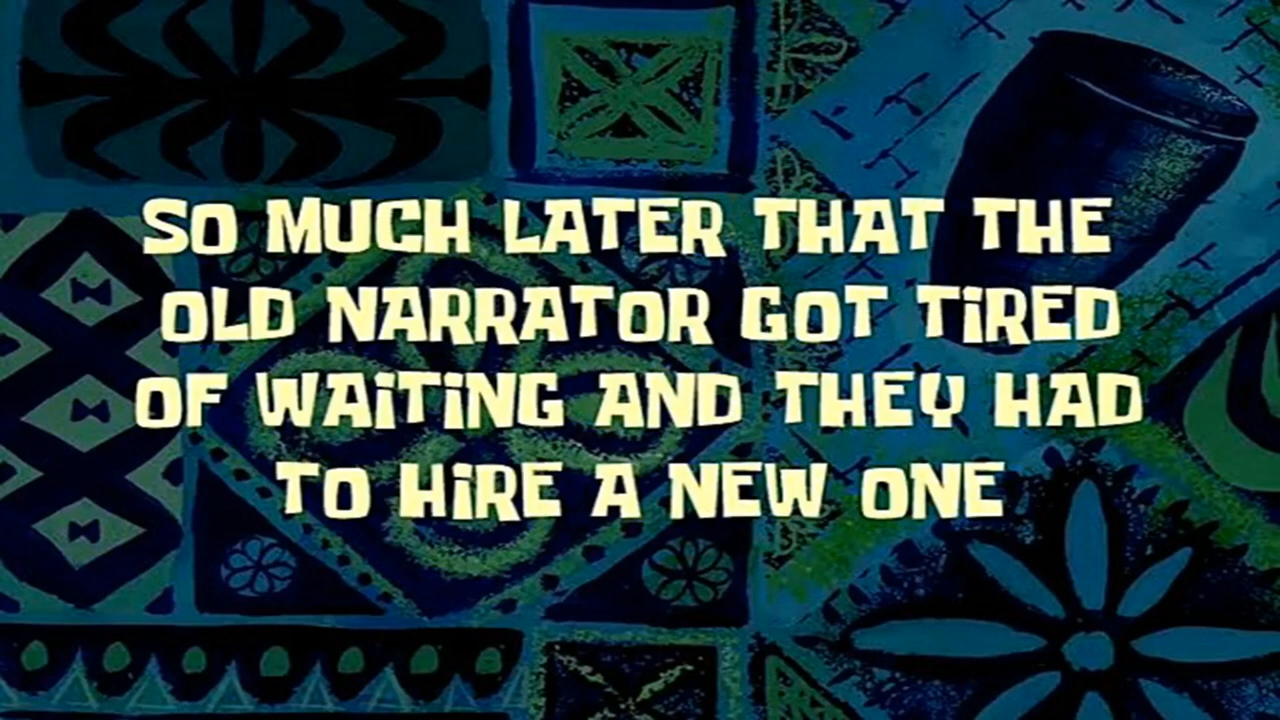 SO MUCH LATER THAT THE
OLD NARRATOR GOT TiRED
OF WAiTiNG AND THEY HAD
TO HiRE A NEW ONE